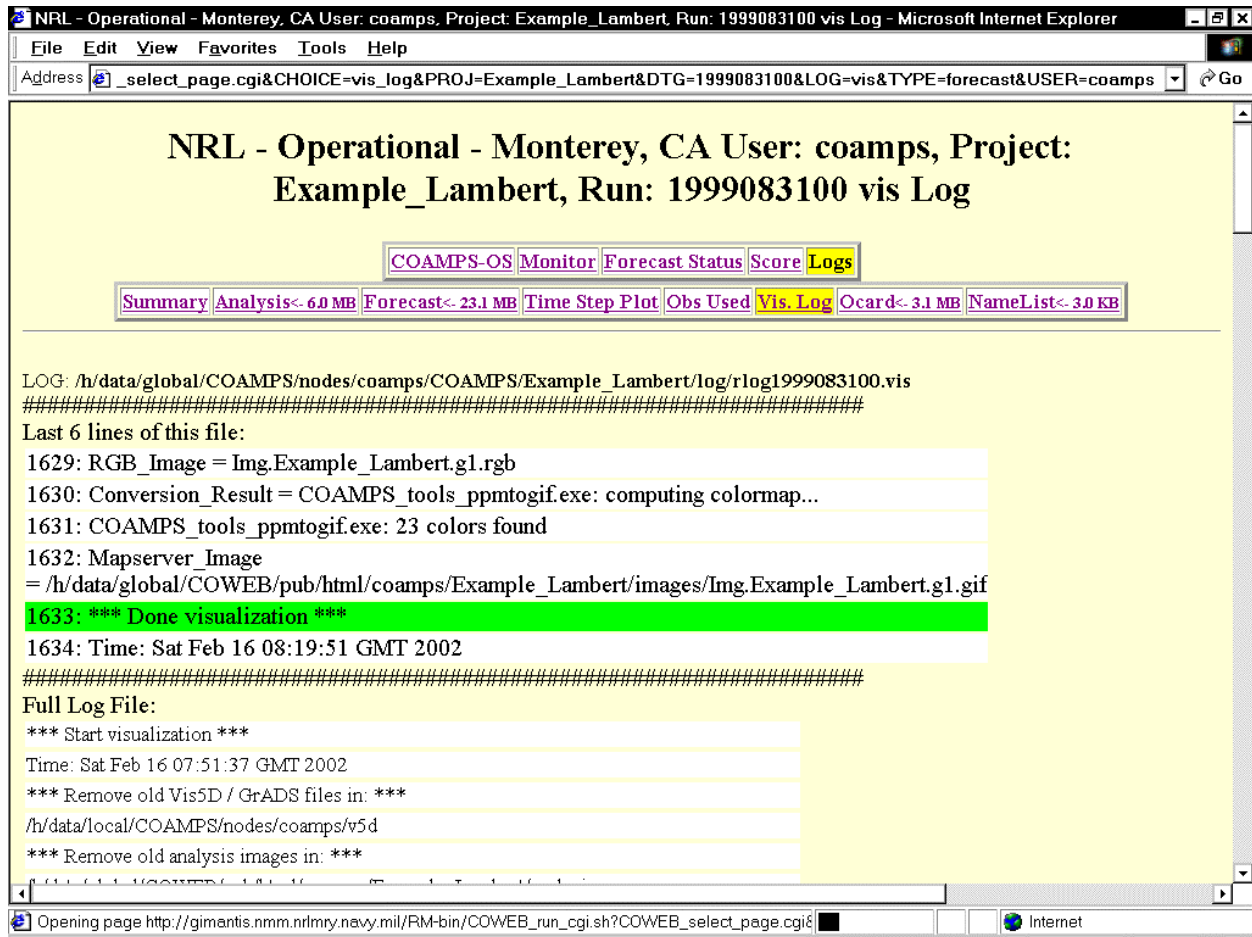 NRL - Operational - Monterey, CA User: coamps, Project: Example_Lambert, Run: 1999083100 vis Log - Microsoft Internet Explorer
File Edit View Favorites Tools Help
Address _select_page.cgi&CHOICE=vis_log&PROJ=Example_Lambert&DTG=1999083100&LOG=vis&TYPE=forecast&USER=coamps Go
NRL - Operational - Monterey, CA User: coamps, Project:
Example_Lambert, Run: 1999083100 vis Log
COAMPS-OS Monitor Forecast Status Score Logs
Summary Analysis<- 6.0 MB Forecast<- 23.1 MB Time Step Plot Obs Used Vis. Log Ocard<- 3.1 MB NameList<- 3.0 KB
LOG: /h/data/global/COAMPS/nodes/coamps/COAMPS/Example_Lambert/log/rlog1999083100.vis
######################################################################
Last 6 lines of this file:
1629: RGB_Image = Img.Example_Lambert.g1.rgb
1630: Conversion_Result = COAMPS_tools_ppmtogif.exe: computing colormap...
1631: COAMPS_tools_ppmtogif.exe: 23 colors found
1632: Mapserver_Image
= /h/data/global/COWEB/pub/html/coamps/Example_Lambert/images/Img.Example_Lambert.g1.gif
1633: *** Done visualization ***
1634: Time: Sat Feb 16 08:19:51 GMT 2002
######################################################################
Full Log File:
*** Start visualization ***
Time: Sat Feb 16 07:51:37 GMT 2002
*** Remove old Vis5D / GrADS files in: ***
/h/data/local/COAMPS/nodes/coamps/v5d
*** Remove old analysis images in: ***
Opening page http://gimantis.nmm.nrlmry.navy.mil/RM-bin/COWEB_run_cgi.sh?COWEB_select_page.cgi& Internet